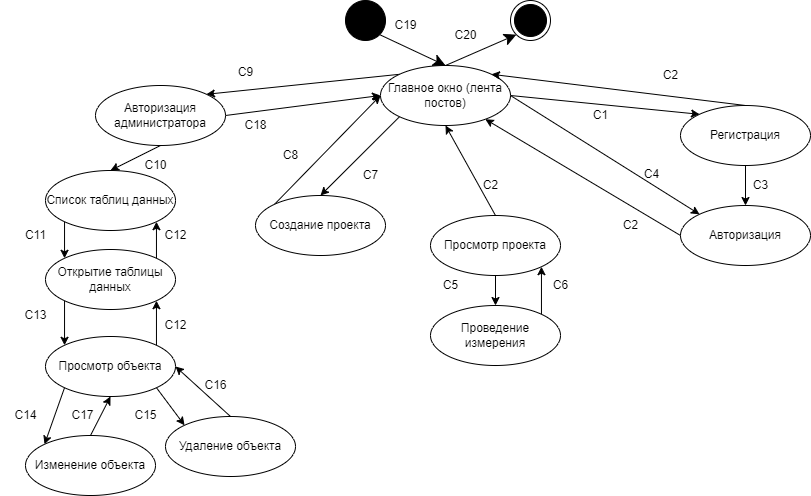 C19
C20
C9
Главное окно (лента
постов)
C2
Авторизация
администратора
C18
C1
Регистрация
C8
C10
C7
C4
C2
C3
Список таблиц данных
Создание проекта
C11
C12
C2
Авторизация
Просмотр проекта
Открытие таблицы
данных
C5
C6
C13
C12
Проведение
измерения
Просмотр объекта
C16
C14
C17
C15
Удаление объекта
Изменение объекта